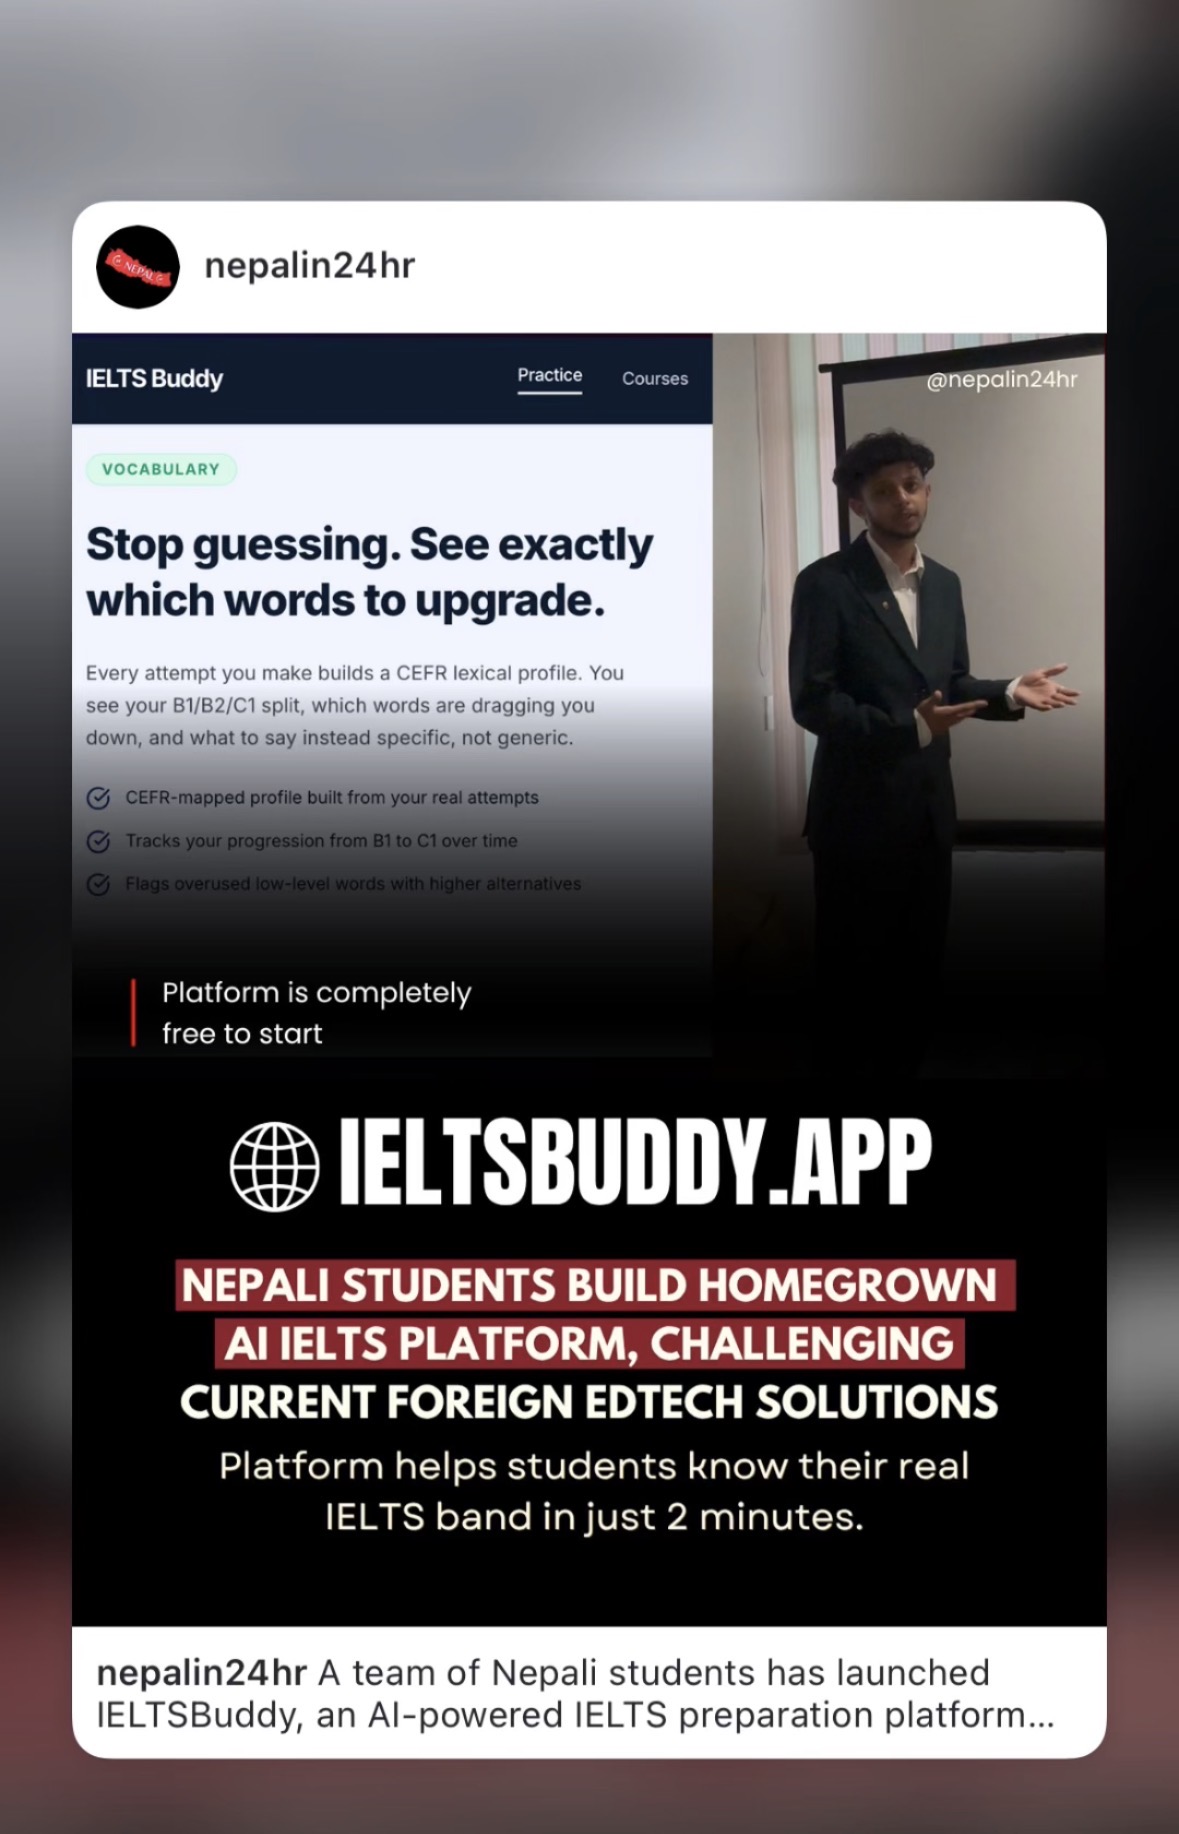 NEPAL
nepalin24hr
IELTS Buddy
Practice
Courses
@nepalin24hr
VOCABULARY
Stop guessing. See exactly
which words to upgrade.
Every attempt you make builds a CEFR lexical profile. You
see your B1/B2/C1 split, which words are dragging you
down, and what to say instead specific, not generic.
CEFR-mapped profile built from your real attempts
Tracks your progression from B1 to C1 over time
Flags overused low-level words with higher alternatives
Platform is completely
free to start
IELTSBUDDY.APP
NEPALI STUDENTS BUILD HOMEGROWN
AI IELTS PLATFORM, CHALLENGING
CURRENT FOREIGN EDTECH SOLUTIONS
Platform helps students know their real
IELTS band in just 2 minutes.
nepalin24hr A team of Nepali students has launched
IELTSBuddy, an AI-powered IELTS preparation platform...